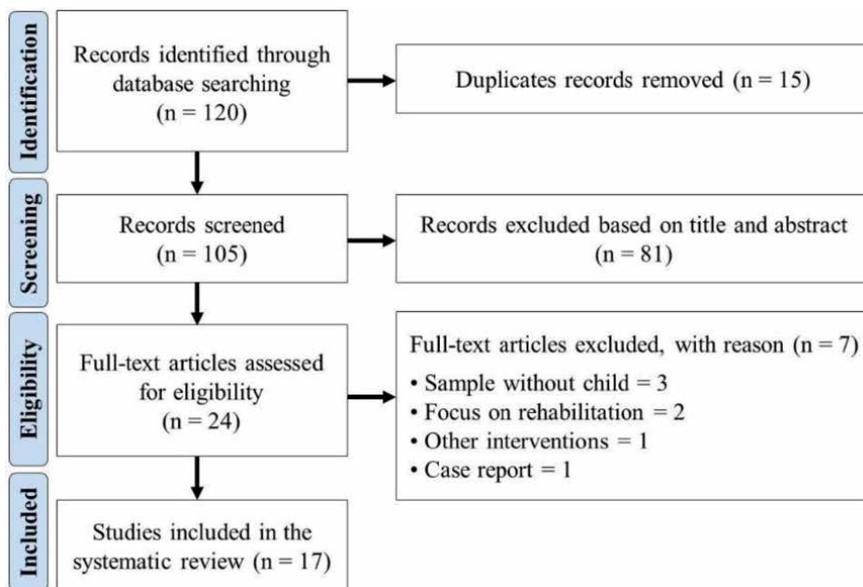 Identification
Records identified through
database searching
(n = 120)
Duplicates records removed (n = 15)
Screening
Records screened
(n = 105)
Records excluded based on title and abstract
(n = 81)
Eligibility
Full-text articles assessed
for eligibility
(n = 24)
Full-text articles excluded, with reason (n = 7)
• Sample without child = 3
• Focus on rehabilitation = 2
• Other interventions = 1
• Case report = 1
Included
Studies included in the
systematic review (n = 17)